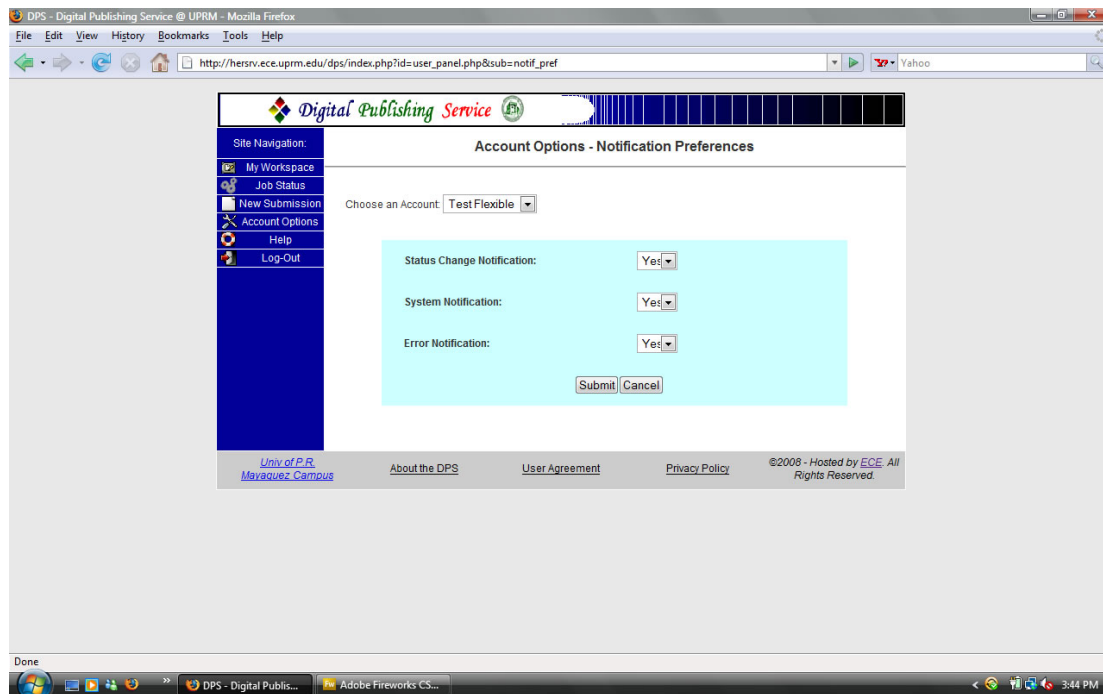 DPS - Digital Publishing Service @ UPRM - Mozilla Firefox
File Edit View History Bookmarks Tools Help
http://hersrv.ece.uprm.edu/dps/index.php?id=user_panel.php&sub=notif_pref
Yahoo
Digital Publishing Service
Site Navigation:
My Workspace
Job Status
New Submission
Account Options
Help
Log-Out
Account Options - Notification Preferences
Choose an Account: Test Flexible
Status Change Notification: Yes
System Notification: Yes
Error Notification: Yes
Submit Cancel
Univ of P.R.
Mayaguez Campus
About the DPS
User Agreement
Privacy Policy
©2008 - Hosted by ECE. All
Rights Reserved.
Done
DPS - Digital Publis...
Adobe Fireworks CS...
3:44 PM